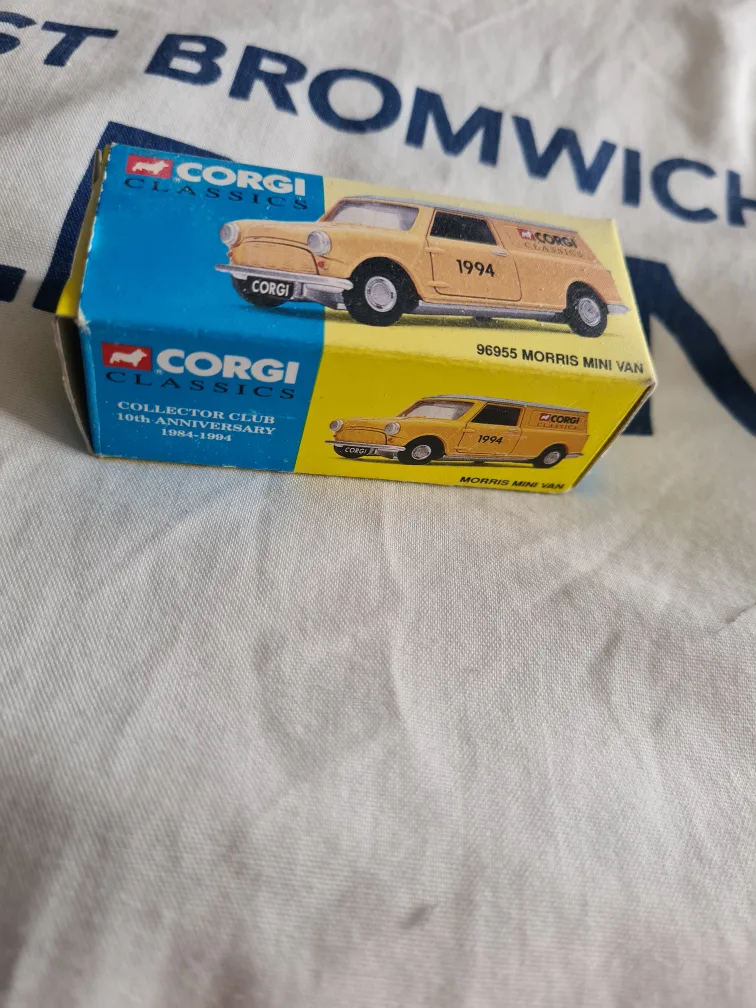 ST BROMWICH
CORGI
CLASSICS
CORGI
CLASSICS
1994
CORGI
96955 MORRIS MINI VAN
CORGI
CLASSICS
COLLECTOR CLUB
10th ANNIVERSARY
1984-1994
CORGI
CLASSICS
1994
CORGI
MORRIS MINI VAN